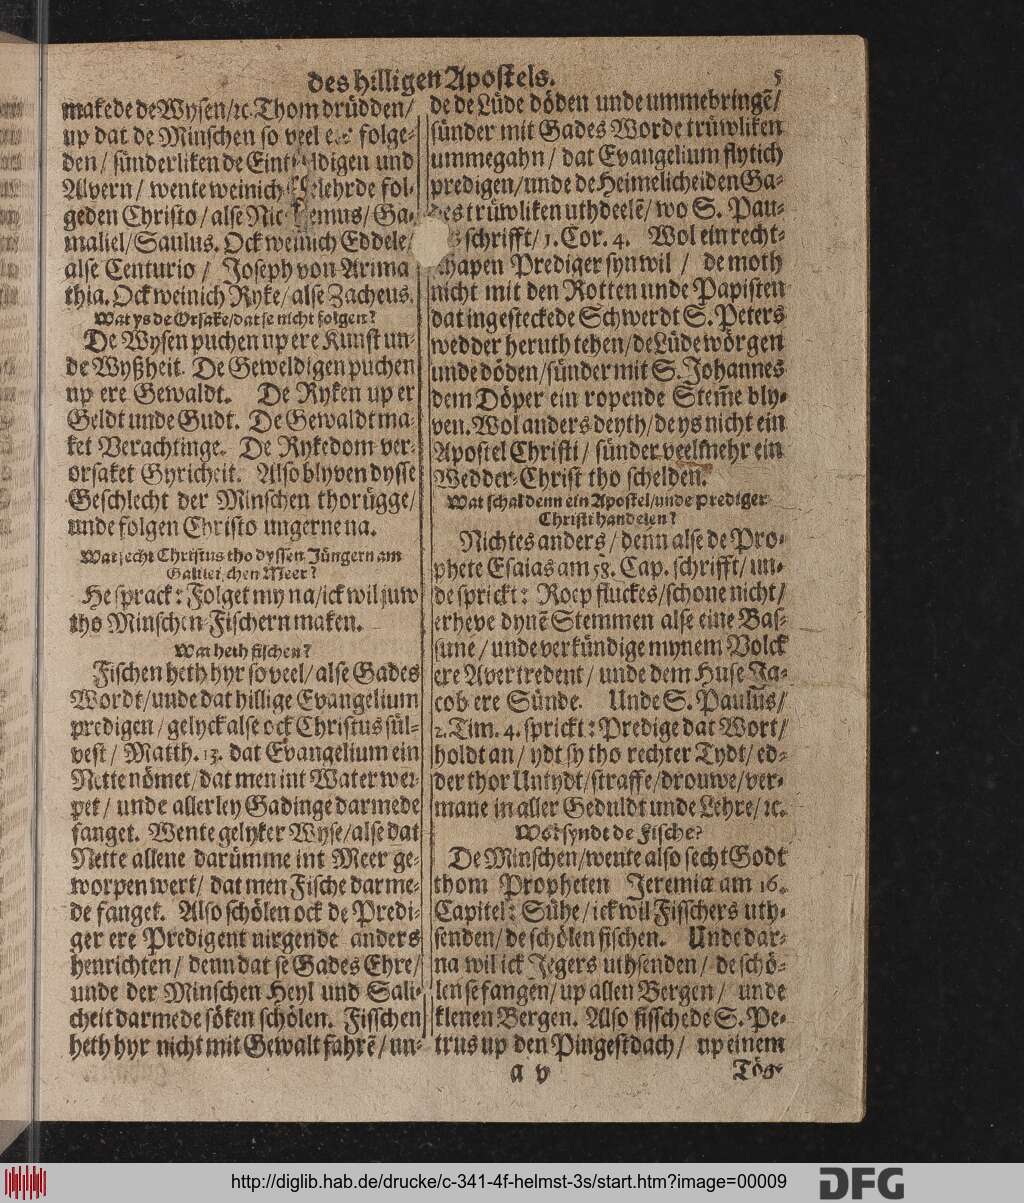 des hilligen Apostels. 5
makede de Wysen/ꝛc. Thom drüdden/
up dat de Minschen so veel folge⸗
den/ sünderliken de Einf digen und
Alvern/ wente weinich Gelehrde fol⸗
geden Christo/ alse Nic emus/ Ga⸗
maliel/Saulus. Ock weinich Eddele/
alse Centurio / Joseph von Arima
thia. Ock weinich Ryke/ alse Zacheus.
Wat ys de Orsake/dat se nicht folgen?
De Wysen puchen up ere Kunst un⸗
de Wyßheit. De Geweldigen puchen
up ere Gewaldt. De Ryken up er
Geldt unde Gudt. De Gewaldt ma⸗
ket Verachtinge. De Rykedom ver⸗
orsaket Gyricheit. Also blyven dysse
Geschlecht der Minschen thorügge/
unde folgen Christo ungerne na.
Wat secht Christus tho dyssen Jüngern am
Galileischen Meer?
He sprack: Folget my na/ick wil juw
tho Minschen⸗Fischern maken.
Wat heth fischen?
Fischen heth hyr so veel/ alse Gades
Wordt/unde dat hillige Evangelium
predigen/ gelyck alse ock Christus sül⸗
vest/ Matth. 13. dat Evangelium ein
Nette nömet/dat men int Water wer⸗
pet/ unde allerley Gadinge darmede
fanget. Wente gelyker Wyse/alse dat
Nette allene darümme int Meer ge⸗
worpen wert/ dat men Fische darme⸗
de fanget. Also schölen ock de Predi⸗
ger ere Predigent nirgende anders
henrichten/ denn dat se Gades Ehre/
unde der Minschen Heyl und Sali⸗
cheit darmede söken schölen. Fisschen
heth hyr nicht mit Gewalt fahrē/ un⸗
de de Lüde döden unde ummebringē/
sünder mit Gades Worde trüwliken
ummegahn/ dat Evangelium flytich
predigen/unde de Heimelicheiden Ga⸗
des trüwliken uthdeelē/ wo S. Pau⸗
schrifft/ 1. Cor. 4. Wol ein recht⸗
schapen Prediger syn wil / de moth
nicht mit den Rotten unde Papisten
dat ingesteckede Schwerdt S. Peters
wedder heruth tehen/de Lüde wörgen
unde döden/sünder mit S. Johannes
dem Döper ein ropende Stem̃e bly⸗
ven. Wol anders deyth/ de ys nicht ein
Apostel Christi/ sünder veelmehr ein
Wedder⸗Christ tho schelden.
Wat schal denn ein Apostel/unde Prediger
Christi handelen?
Nichtes anders/ denn alse de Pro⸗
phete Esaias am 58. Cap. schrifft/ un⸗
de sprickt: Roep fluckes/schone nicht/
erheve dynē Stemmen alse eine Bas⸗
sune/ unde verkündige mynem Volck
ere Avertredent/ unde dem Huse Ja⸗
cob ere Sünde. Unde S. Paulus/
2. Tim. 4. sprickt: Predige dat Wort/
holdt an/ ydt sy tho rechter Tydt/ ed⸗
der thor Untydt/straffe/drouwe/ver⸗
mane in aller Geduldt unde Lehre/ ꝛc.
Wol synde de Fische?
De Minschen/wente also secht Godt
thom Propheten Jeremiæ am 16.
Capitel: Sühe/ick wil Fisschers uth⸗
senden/ de schölen fischen. Unde dar⸗
na wil ick Jegers uthsenden/ de schö⸗
len se fangen/up allen Bergen/ unde
klenen Bergen. Also fisschede S. Pe⸗
trus up den Pingestdach/ up einem
a v Töge
http://diglib.hab.de/drucke/c-341-4f-helmst-3s/start.htm?image=00009
DFG